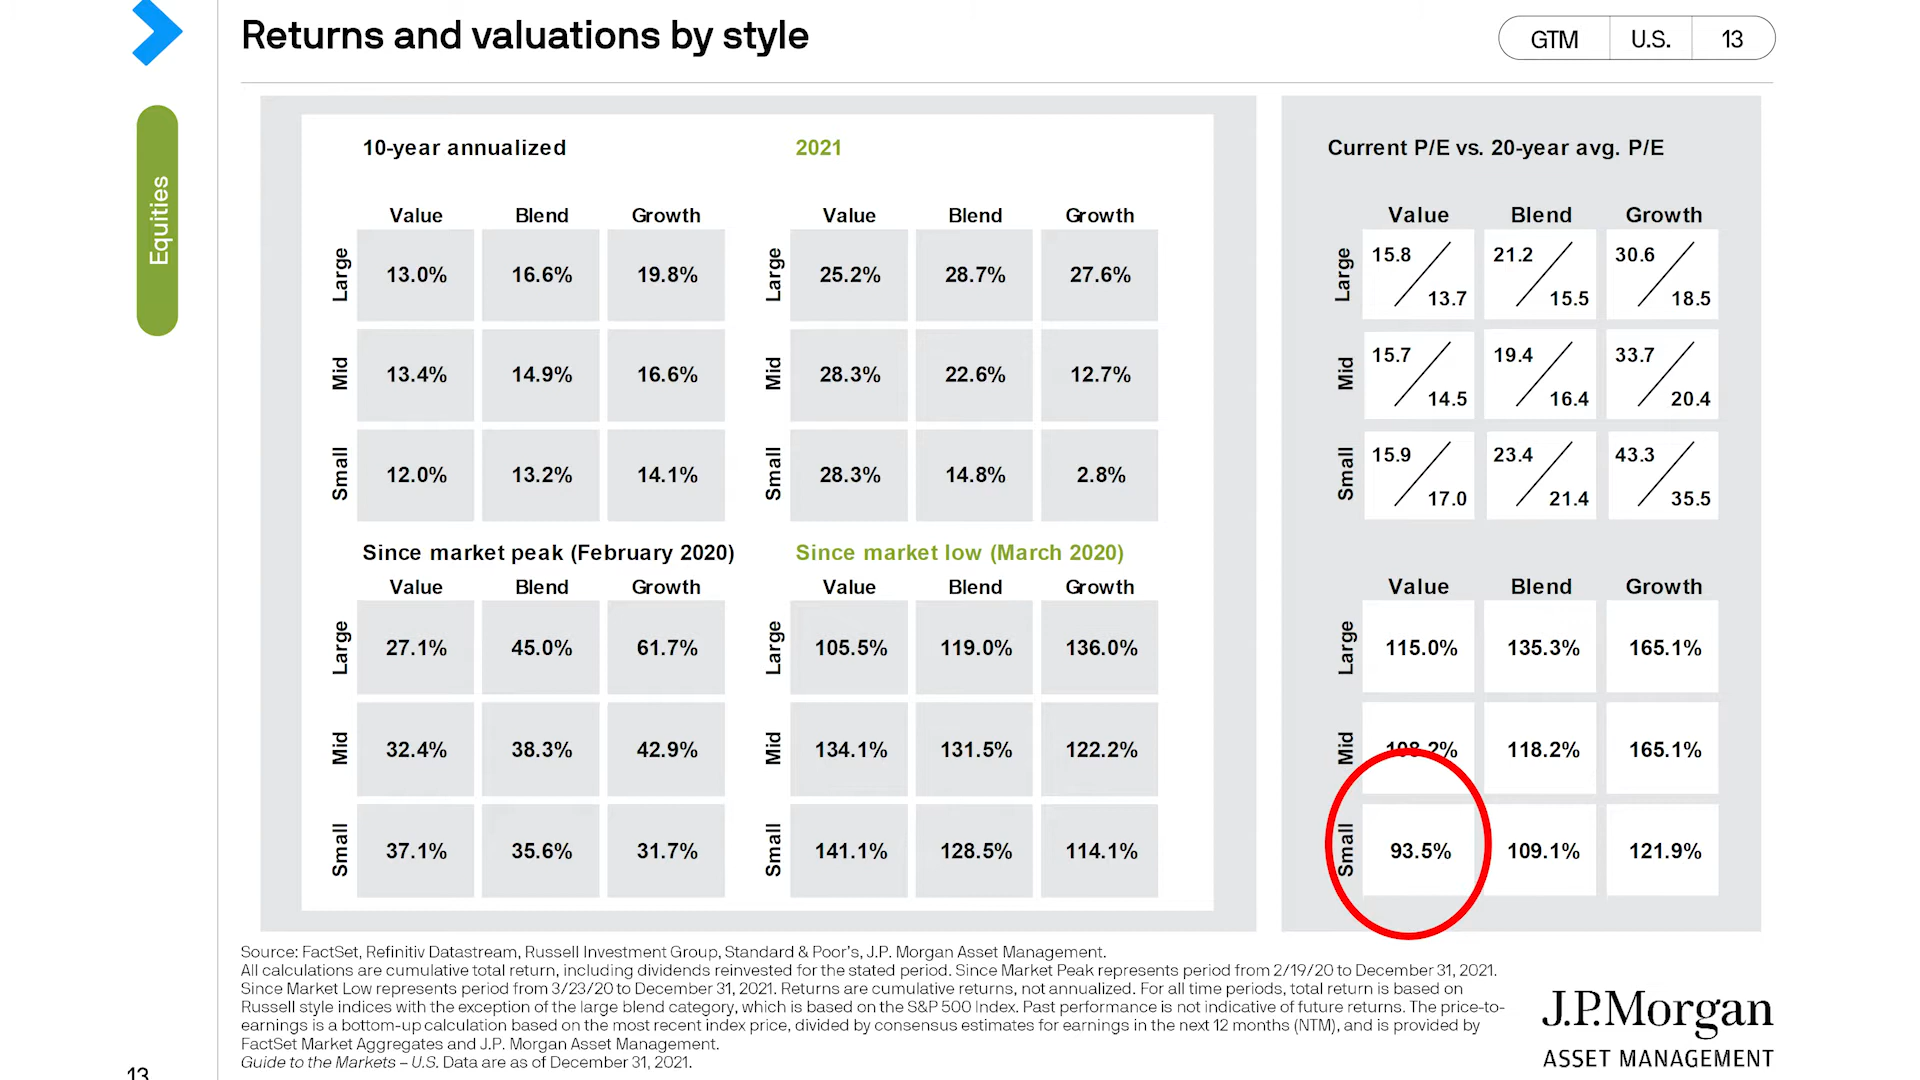 Returns and valuations by style
GTM U.S. 13
Equities
10-year annualized
Value Blend Growth
Large 13.0% 16.6% 19.8%
Mid 13.4% 14.9% 16.6%
Small 12.0% 13.2% 14.1%
2021
Value Blend Growth
Large 25.2% 28.7% 27.6%
Mid 28.3% 22.6% 12.7%
Small 28.3% 14.8% 2.8%
Since market peak (February 2020)
Value Blend Growth
Large 27.1% 45.0% 61.7%
Mid 32.4% 38.3% 42.9%
Small 37.1% 35.6% 31.7%
Since market low (March 2020)
Value Blend Growth
Large 105.5% 119.0% 136.0%
Mid 134.1% 131.5% 122.2%
Small 141.1% 128.5% 114.1%
Current P/E vs. 20-year avg. P/E
Value Blend Growth
Large 15.8 / 13.7 21.2 / 15.5 30.6 / 18.5
Mid 15.7 / 14.5 19.4 / 16.4 33.7 / 20.4
Small 15.9 / 17.0 23.4 / 21.4 43.3 / 35.5
Value Blend Growth
Large 115.0% 135.3% 165.1%
Mid 108.2% 118.2% 165.1%
Small 93.5% 109.1% 121.9%
Source: FactSet, Refinitiv Datastream, Russell Investment Group, Standard & Poor's, J.P. Morgan Asset Management.
All calculations are cumulative total return, including dividends reinvested for the stated period. Since Market Peak represents period from 2/19/20 to December 31, 2021.
Since Market Low represents period from 3/23/20 to December 31, 2021. Returns are cumulative returns, not annualized. For all time periods, total return is based on
Russell style indices with the exception of the large blend category, which is based on the S&P 500 Index. Past performance is not indicative of future returns. The price-to-
earnings is a bottom-up calculation based on the most recent index price, divided by consensus estimates for earnings in the next 12 months (NTM), and is provided by
FactSet Market Aggregates and J.P. Morgan Asset Management.
Guide to the Markets – U.S. Data are as of December 31, 2021.
J.P.Morgan
ASSET MANAGEMENT
13